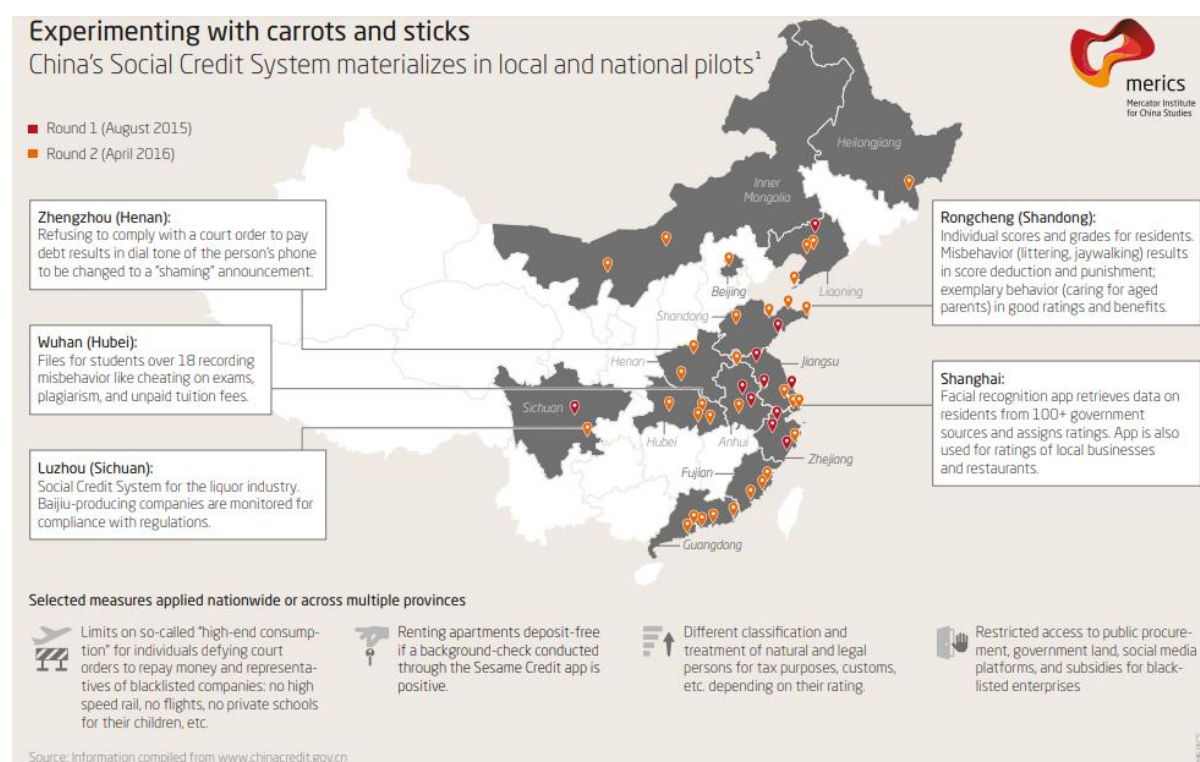 Experimenting with carrots and sticks
China's Social Credit System materializes in local and national pilots¹
merics
Mercator Institute
for China Studies
Round 1 (August 2015)
Round 2 (April 2016)
Heilongjiang
Inner
Mongolia
Beijing
Liaoning
Shandong
Henan
Jiangsu
Sichuan
Hubei
Anhui
Zhejiang
Fujian
Guangdong
Zhengzhou (Henan):
Refusing to comply with a court order to pay
debt results in dial tone of the person's phone
to be changed to a "shaming" announcement.
Wuhan (Hubei):
Files for students over 18 recording
misbehavior like cheating on exams,
plagiarism, and unpaid tuition fees.
Luzhou (Sichuan):
Social Credit System for the liquor industry.
Baijiu-producing companies are monitored for
compliance with regulations.
Rongcheng (Shandong):
Individual scores and grades for residents.
Misbehavior (littering, jaywalking) results
in score deduction and punishment;
exemplary behavior (caring for aged
parents) in good ratings and benefits.
Shanghai:
Facial recognition app retrieves data on
residents from 100+ government
sources and assigns ratings. App is also
used for ratings of local businesses
and restaurants.
Selected measures applied nationwide or across multiple provinces
Limits on so-called "high-end consump-
tion" for individuals defying court
orders to repay money and representa-
tives of blacklisted companies: no high
speed rail, no flights, no private schools
for their children, etc.
Renting apartments deposit-free
if a background-check conducted
through the Sesame Credit app is
positive.
Different classification and
treatment of natural and legal
persons for tax purposes, customs,
etc. depending on their rating.
Restricted access to public procure-
ment, government land, social media
platforms, and subsidies for black-
listed enterprises
Source: Information compiled from www.chinacredit.gov.cn